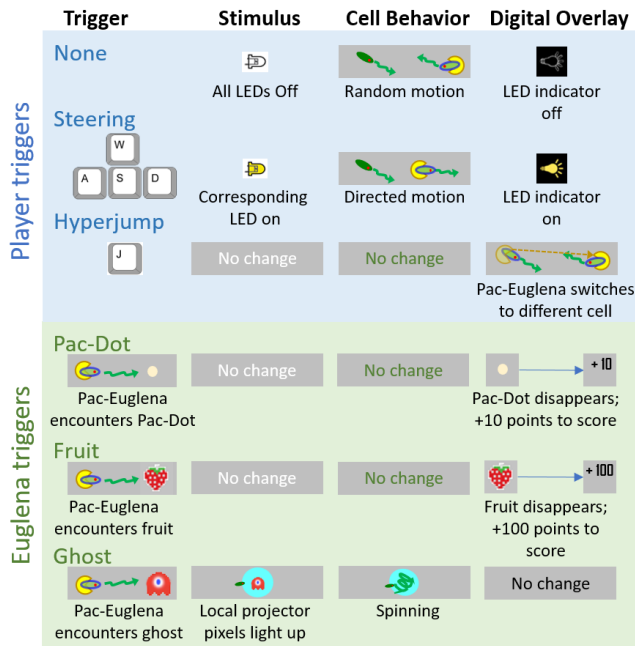 Trigger Stimulus Cell Behavior Digital Overlay
Player triggers
None
All LEDs Off Random motion LED indicator
off
Steering
W
A S D
Corresponding Directed motion LED indicator
LED on on
Hyperjump
J No change No change
Pac-Euglena switches
to different cell
Euglena triggers
Pac-Dot
No change No change +10
Pac-Euglena Pac-Dot disappears;
encounters Pac-Dot +10 points to score
Fruit
No change No change +100
Pac-Euglena Fruit disappears;
encounters fruit +100 points to
score
Ghost
No change
Pac-Euglena Local projector Spinning
encounters ghost pixels light up